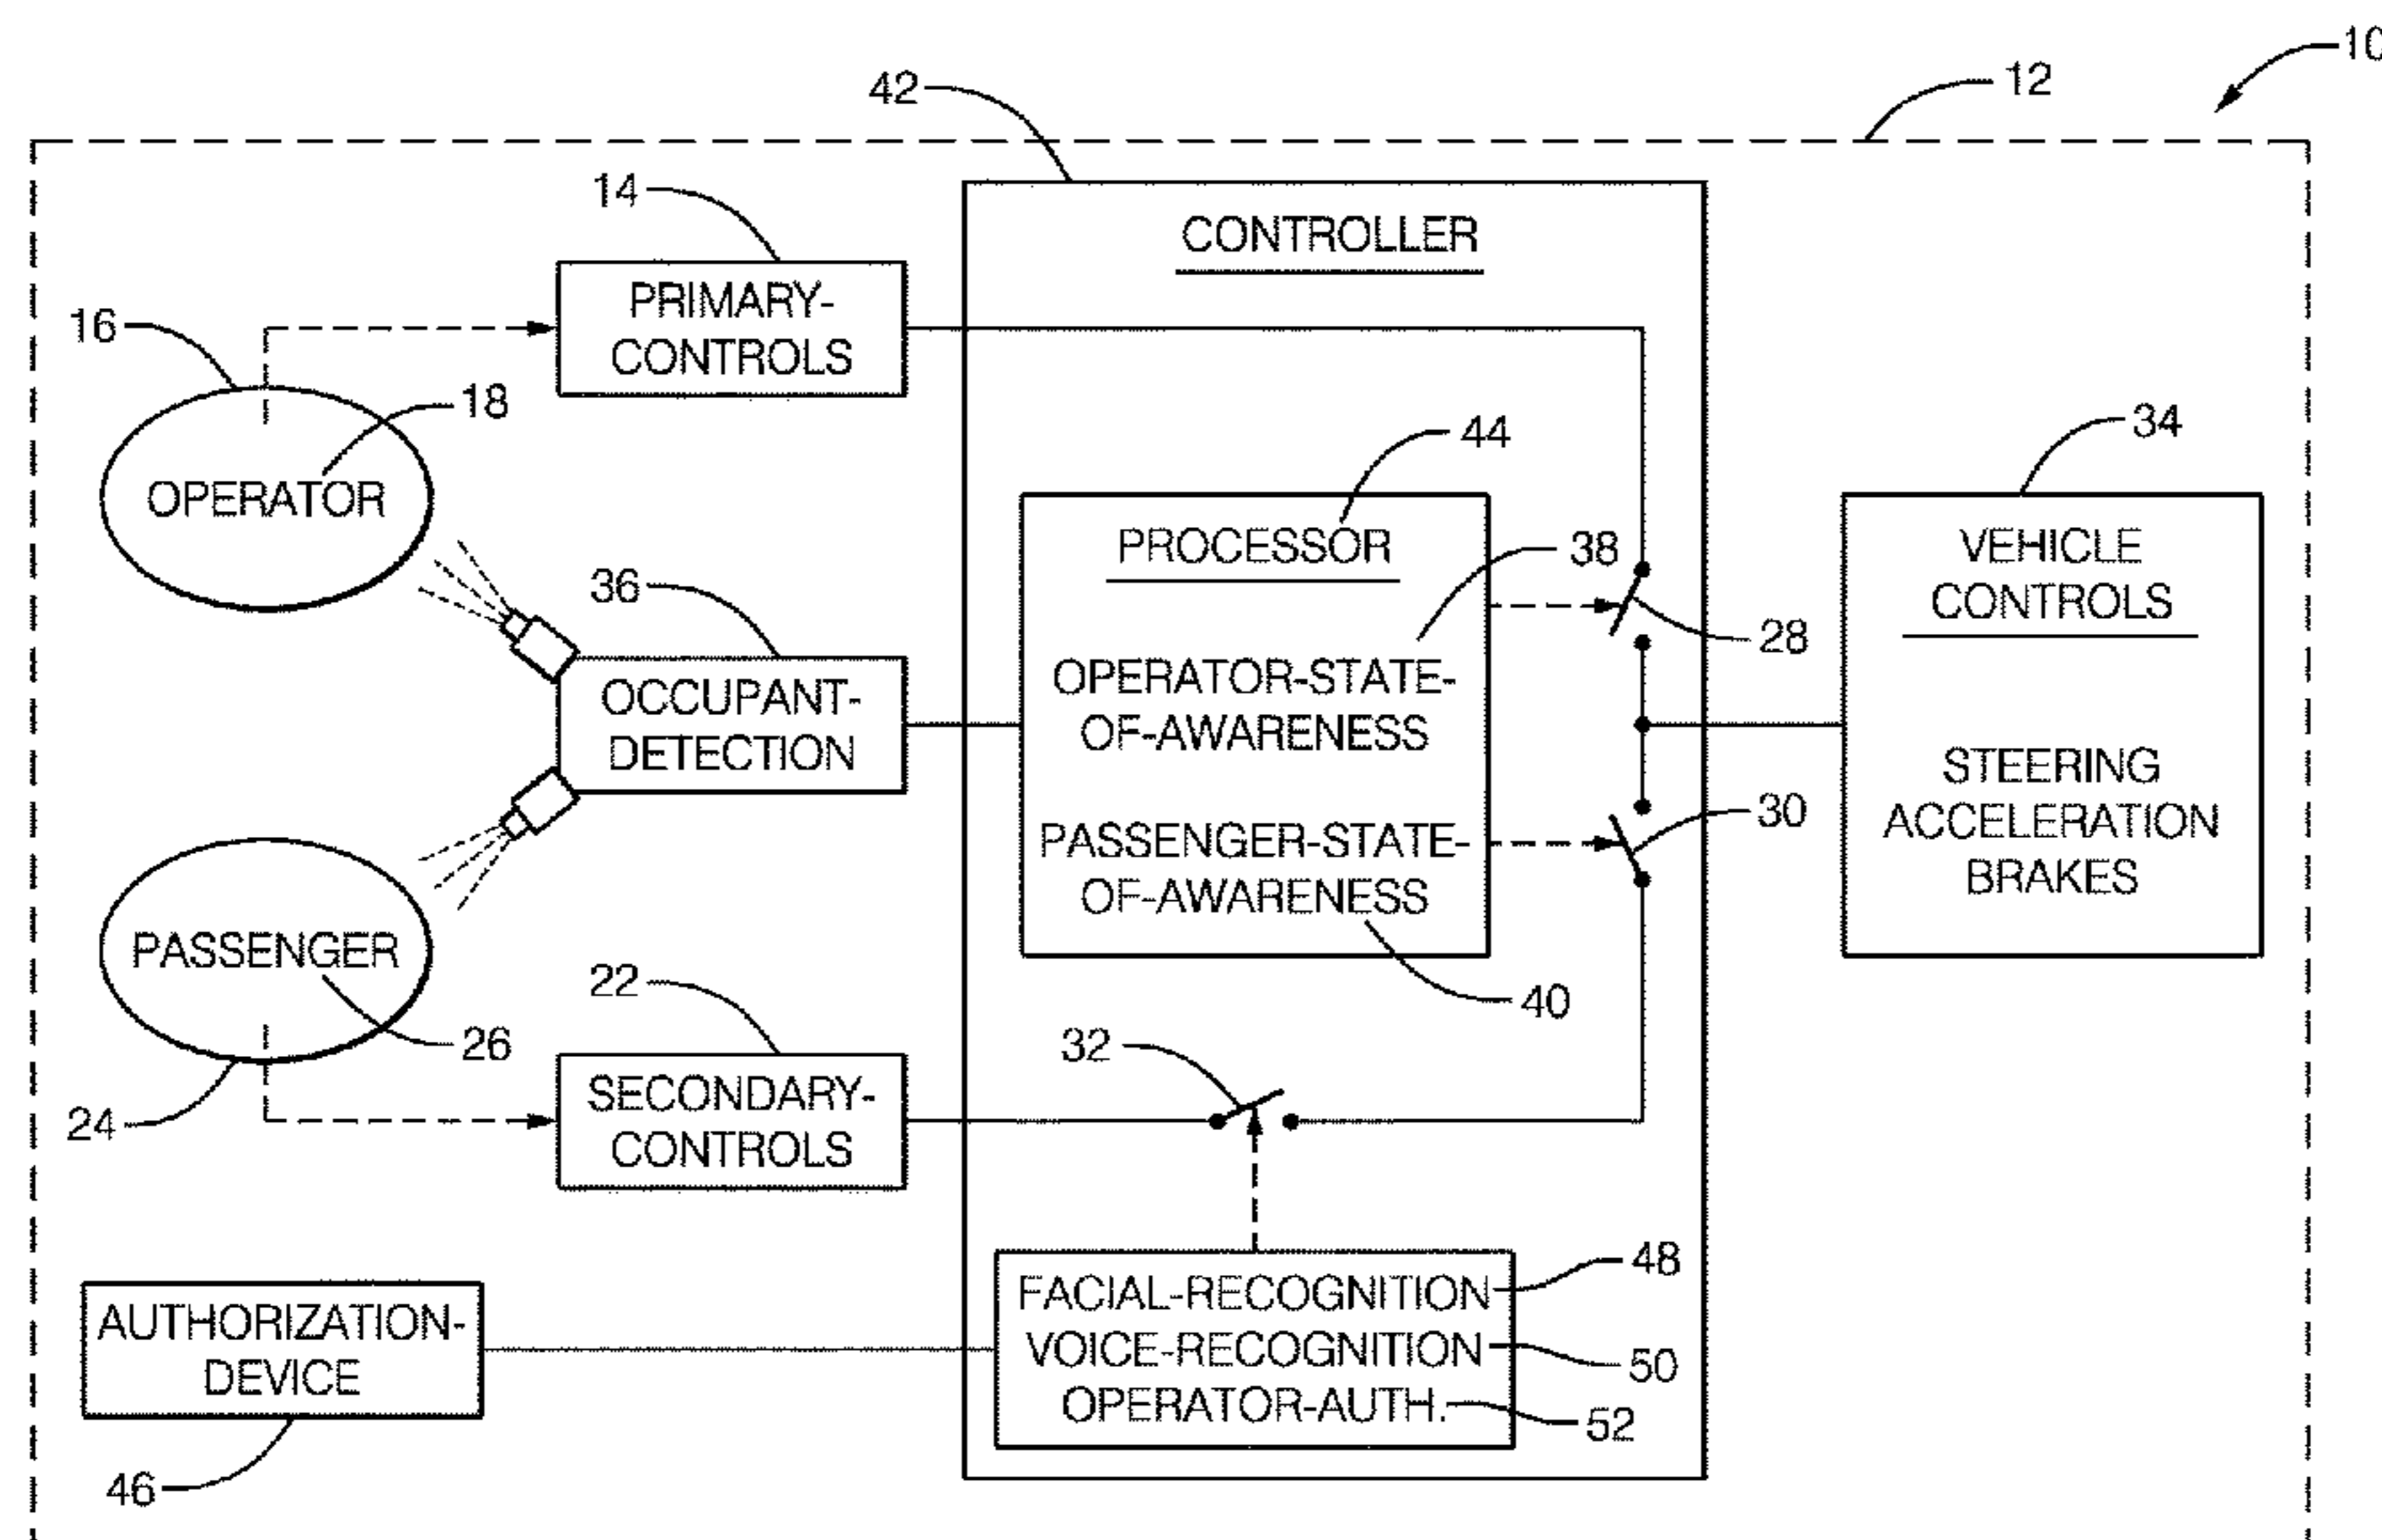 10
12
42
14
CONTROLLER
PRIMARY-
CONTROLS
16
18
OPERATOR
44
34
PROCESSOR
38
VEHICLE
CONTROLS
36
28
OPERATOR-STATE-
OF-AWARENESS
OCCUPANT-
DETECTION
STEERING
ACCELERATION
BRAKES
30
PASSENGER-STATE-
OF-AWARENESS
PASSENGER
22
40
26
32
24
SECONDARY-
CONTROLS
FACIAL-RECOGNITION
48
VOICE-RECOGNITION
50
OPERATOR-AUTH.
52
AUTHORIZATION-
DEVICE
46